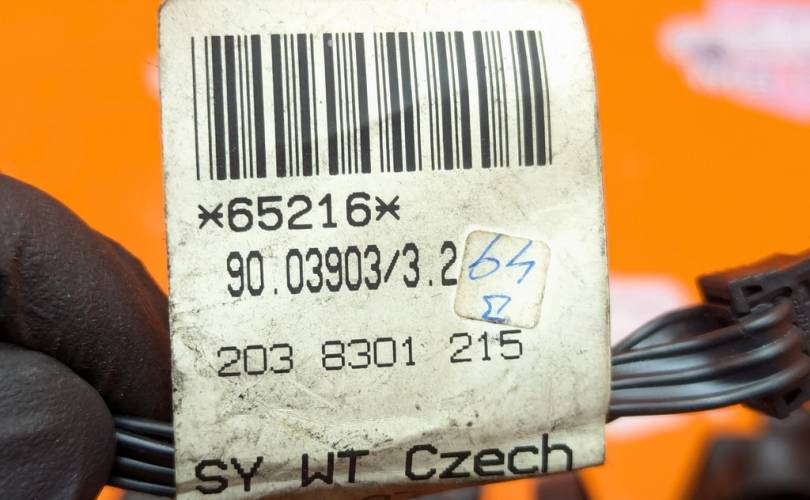 *65216*
90.03903/3.2
64
Σ
203 8301 215
SY WT Czech